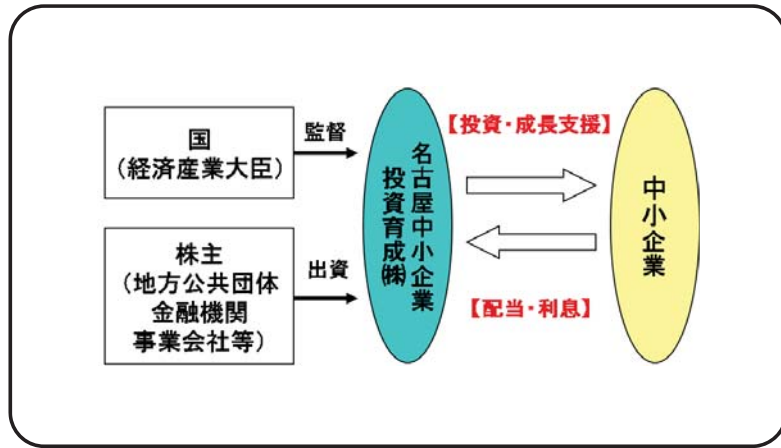 国
（経済産業大臣）
監督
株主
（地方公共団体
金融機関
事業会社等）
出資
名古屋中小企業
投資育成㈱
【投資・成長支援】
【配当・利息】
中小企業